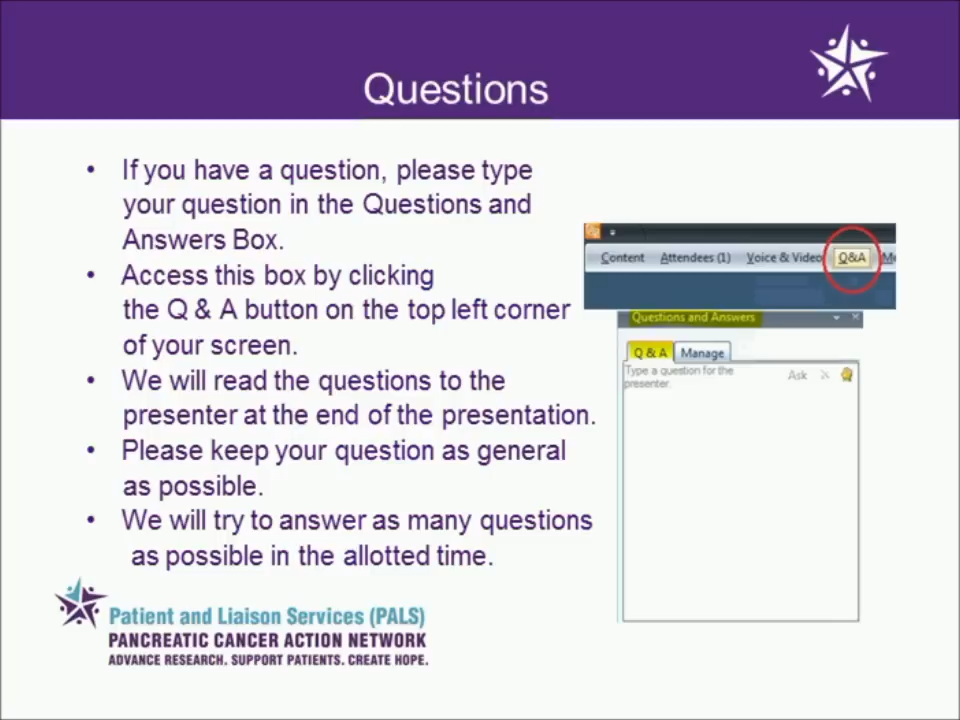 Questions
• If you have a question, please type
your question in the Questions and
Answers Box.
• Access this box by clicking
the Q & A button on the top left corner
of your screen.
• We will read the questions to the
presenter at the end of the presentation.
• Please keep your question as general
as possible.
• We will try to answer as many questions
as possible in the allotted time.
Content Attendees (1) Voice & Video Q&A
Questions and Answers
Q & A Manage
Type a question for the Ask
presenter.
Patient and Liaison Services (PALS)
PANCREATIC CANCER ACTION NETWORK
ADVANCE RESEARCH. SUPPORT PATIENTS. CREATE HOPE.